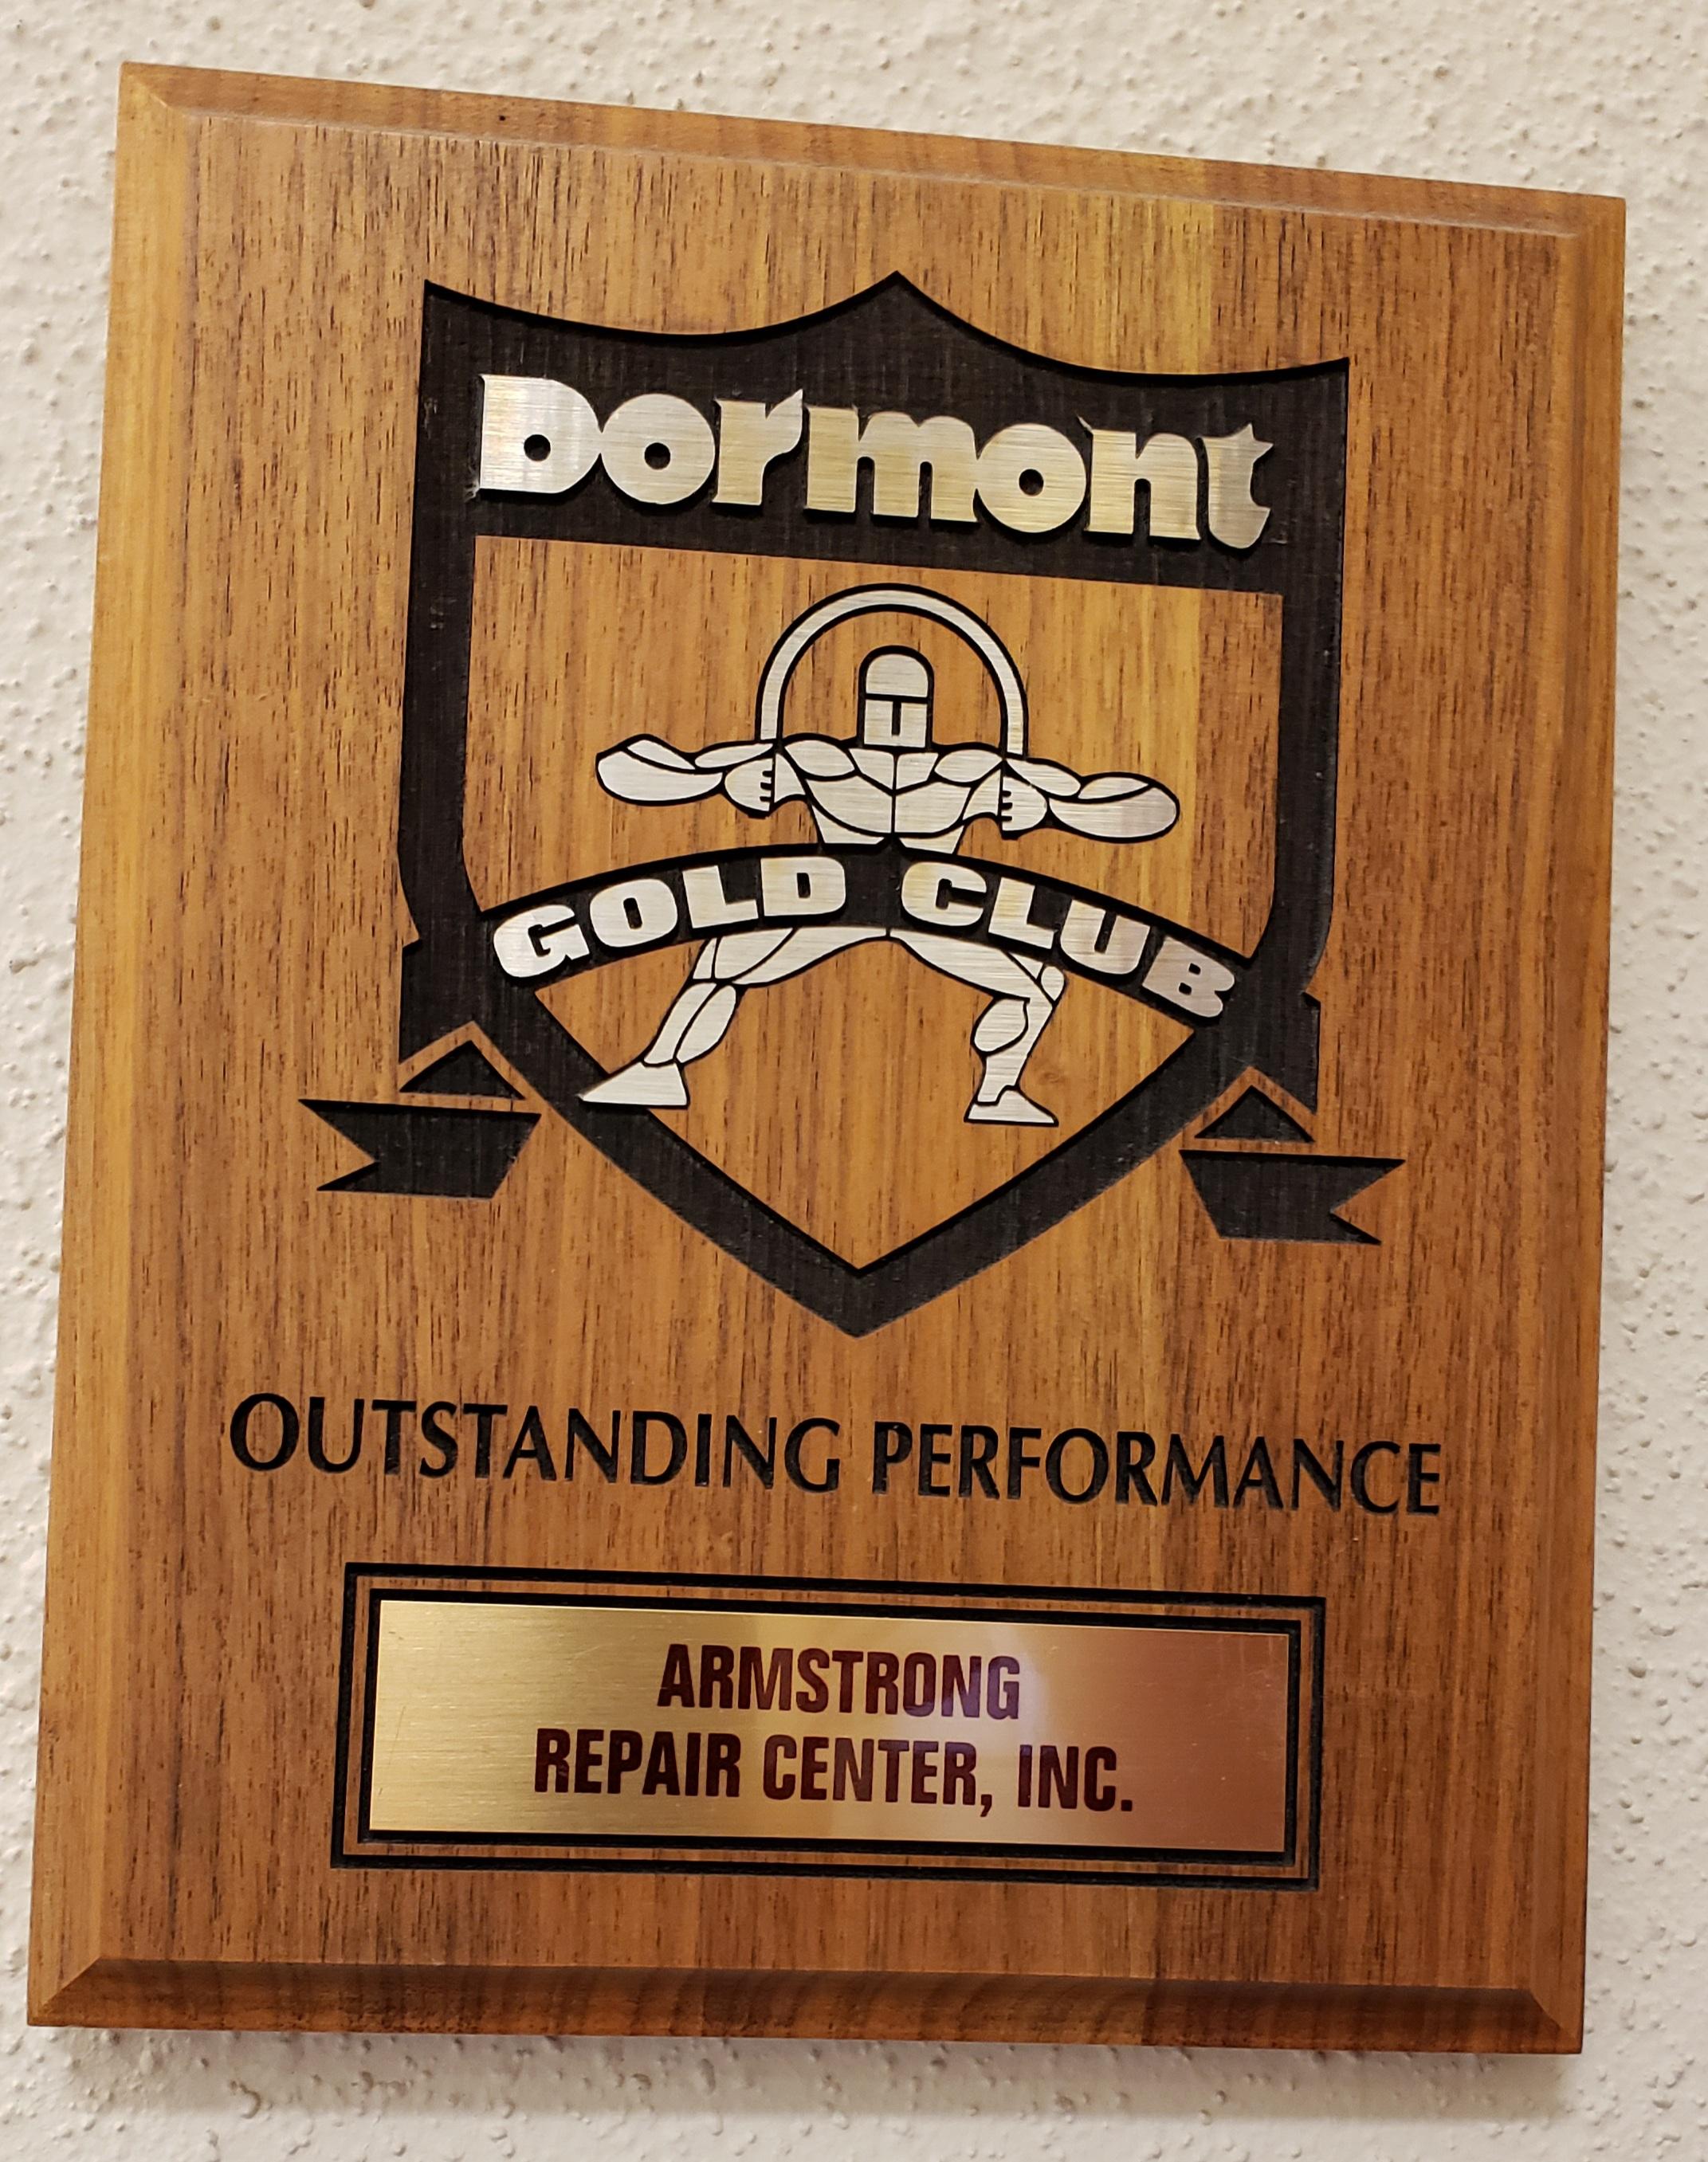 Dormont
GOLD CLUB
OUTSTANDING PERFORMANCE
ARMSTRONG
REPAIR CENTER, INC.